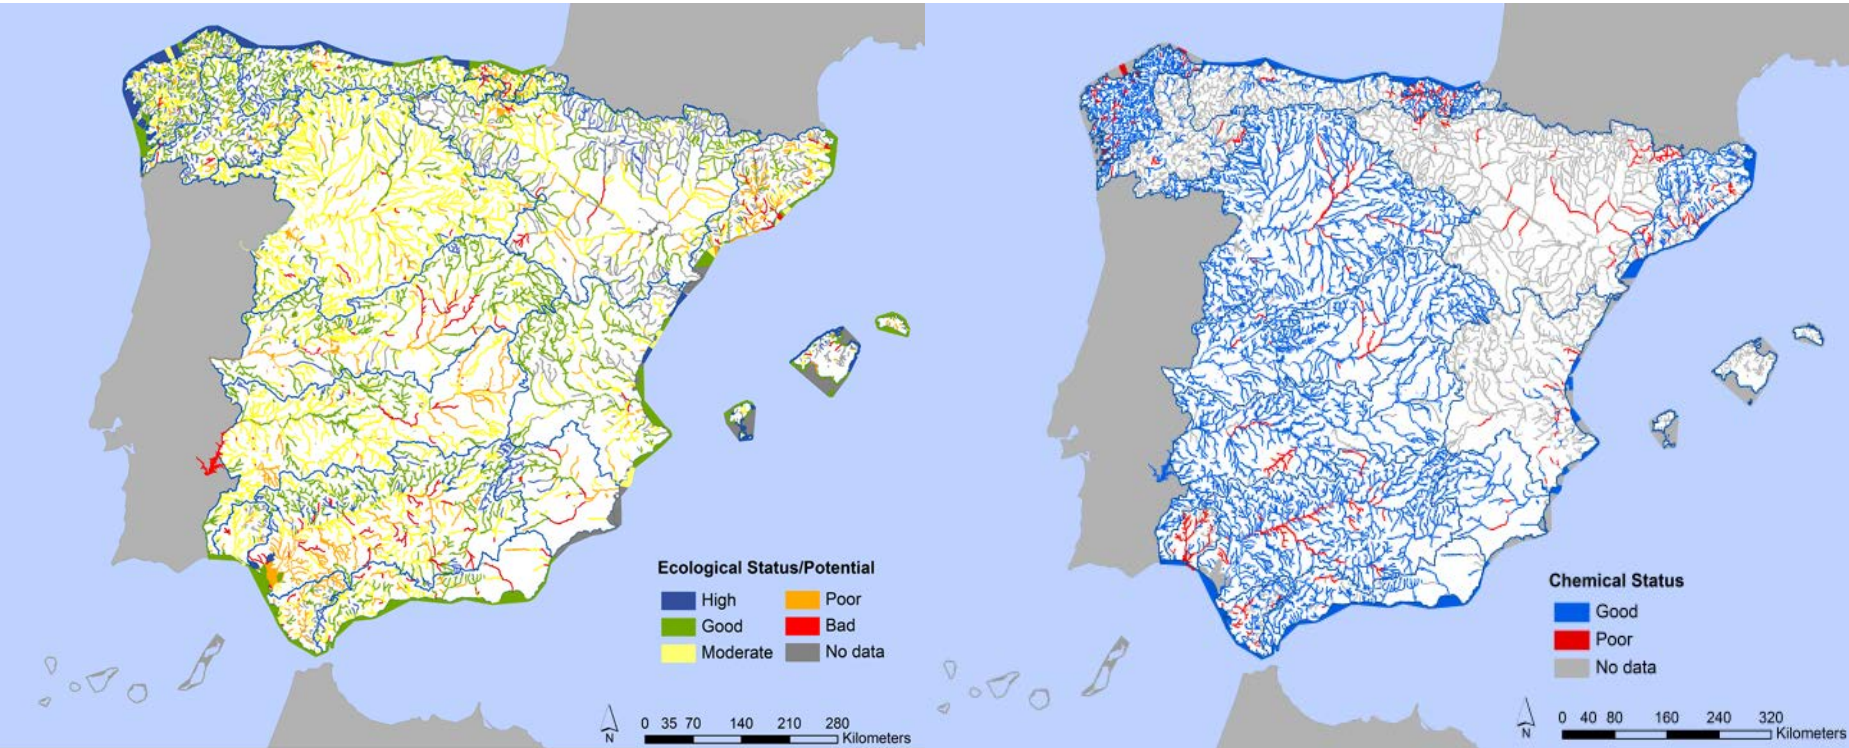 Ecological Status/Potential
High
Poor
Good
Bad
Moderate
No data
N
0 35 70 140 210 280
Kilometers
Chemical Status
Good
Poor
No data
N
0 40 80 160 240 320
Kilometers